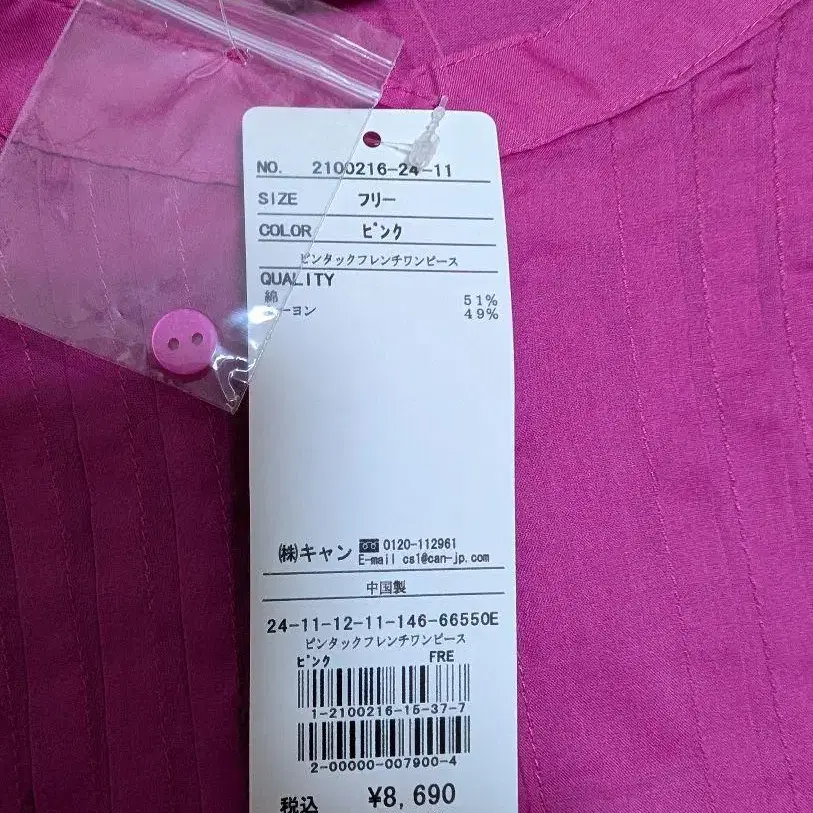 NO. 2100216-24-11
SIZE フリー
COLOR ピンク
ピンタックフレンチワンピース
QUALITY
綿 51%
ーヨン 49%
㈱キャン 0120-112961
E-mail cs1@can-jp.com
中国製
24-11-12-11-146-66550E
ピンタックフレンチワンピース
ピンク FRE
1-2100216-15-37-7
2-00000-007900-4
税込 ¥8,690